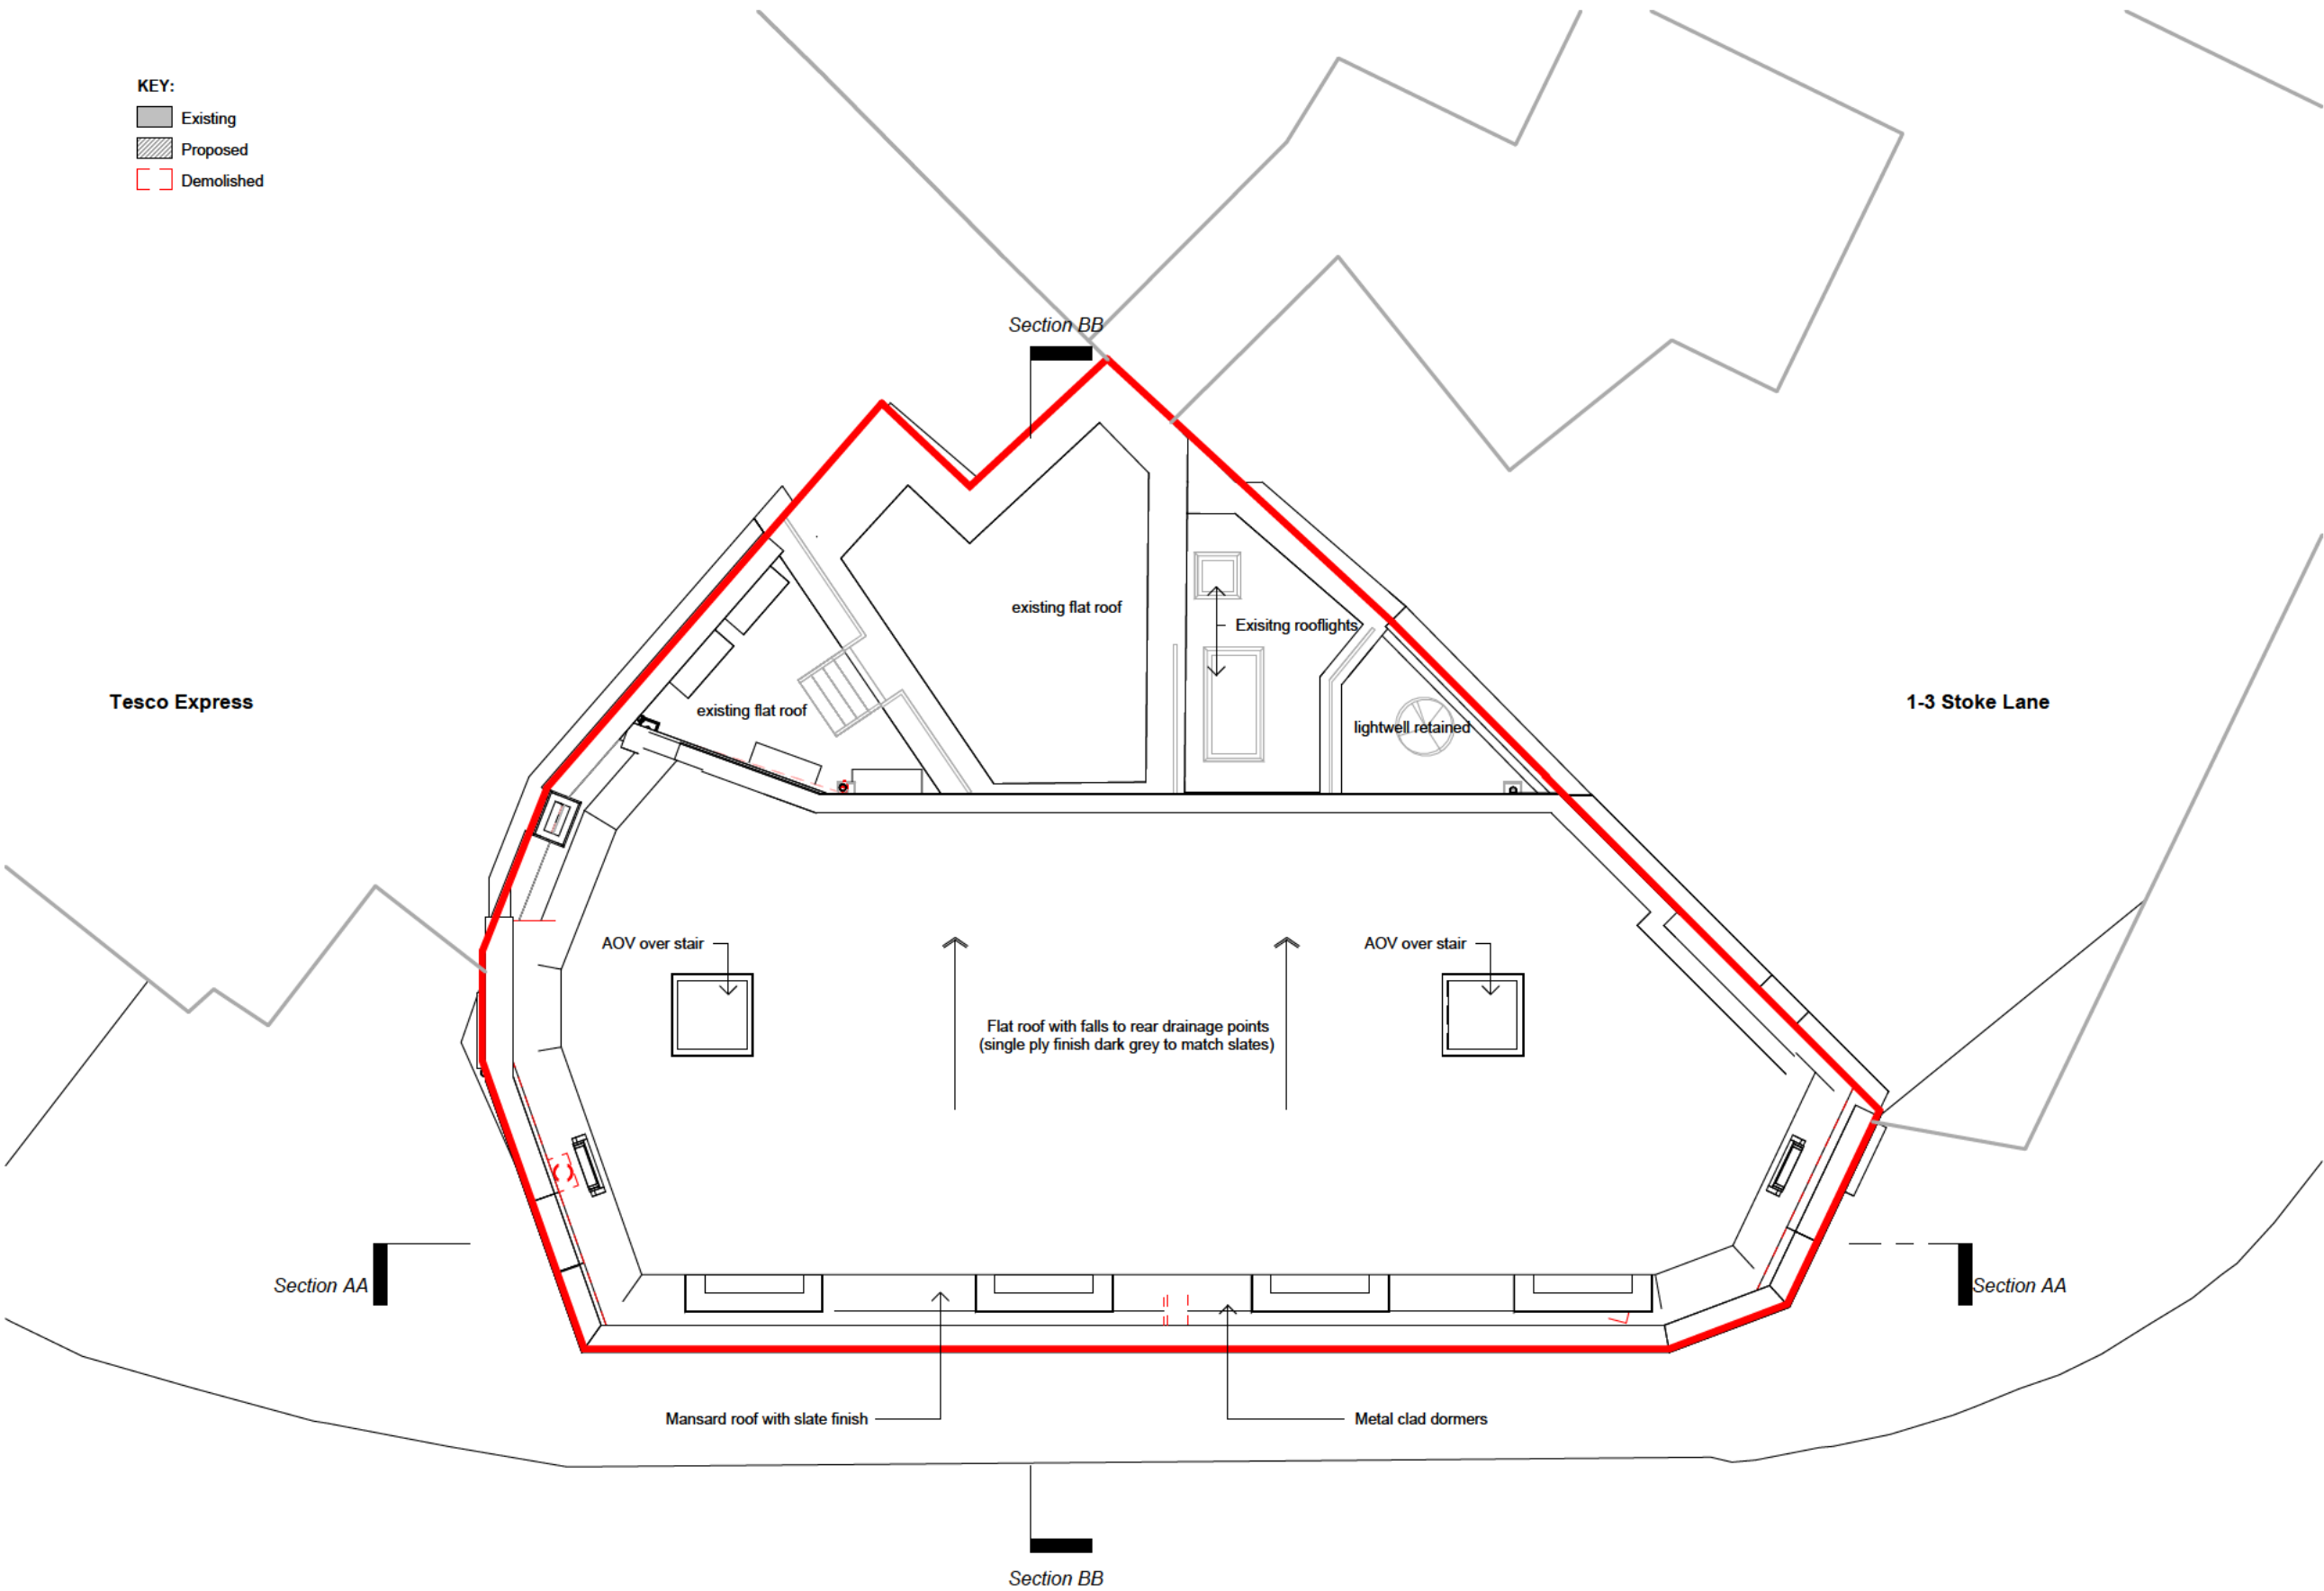 KEY:
Existing
Proposed
Demolished
Section BB
existing flat roof
Exisitng rooflights
Tesco Express
existing flat roof
lightwell retained
1-3 Stoke Lane
AOV over stair
AOV over stair
Flat roof with falls to rear drainage points
(single ply finish dark grey to match slates)
Section AA
Section AA
Mansard roof with slate finish
Metal clad dormers
Section BB